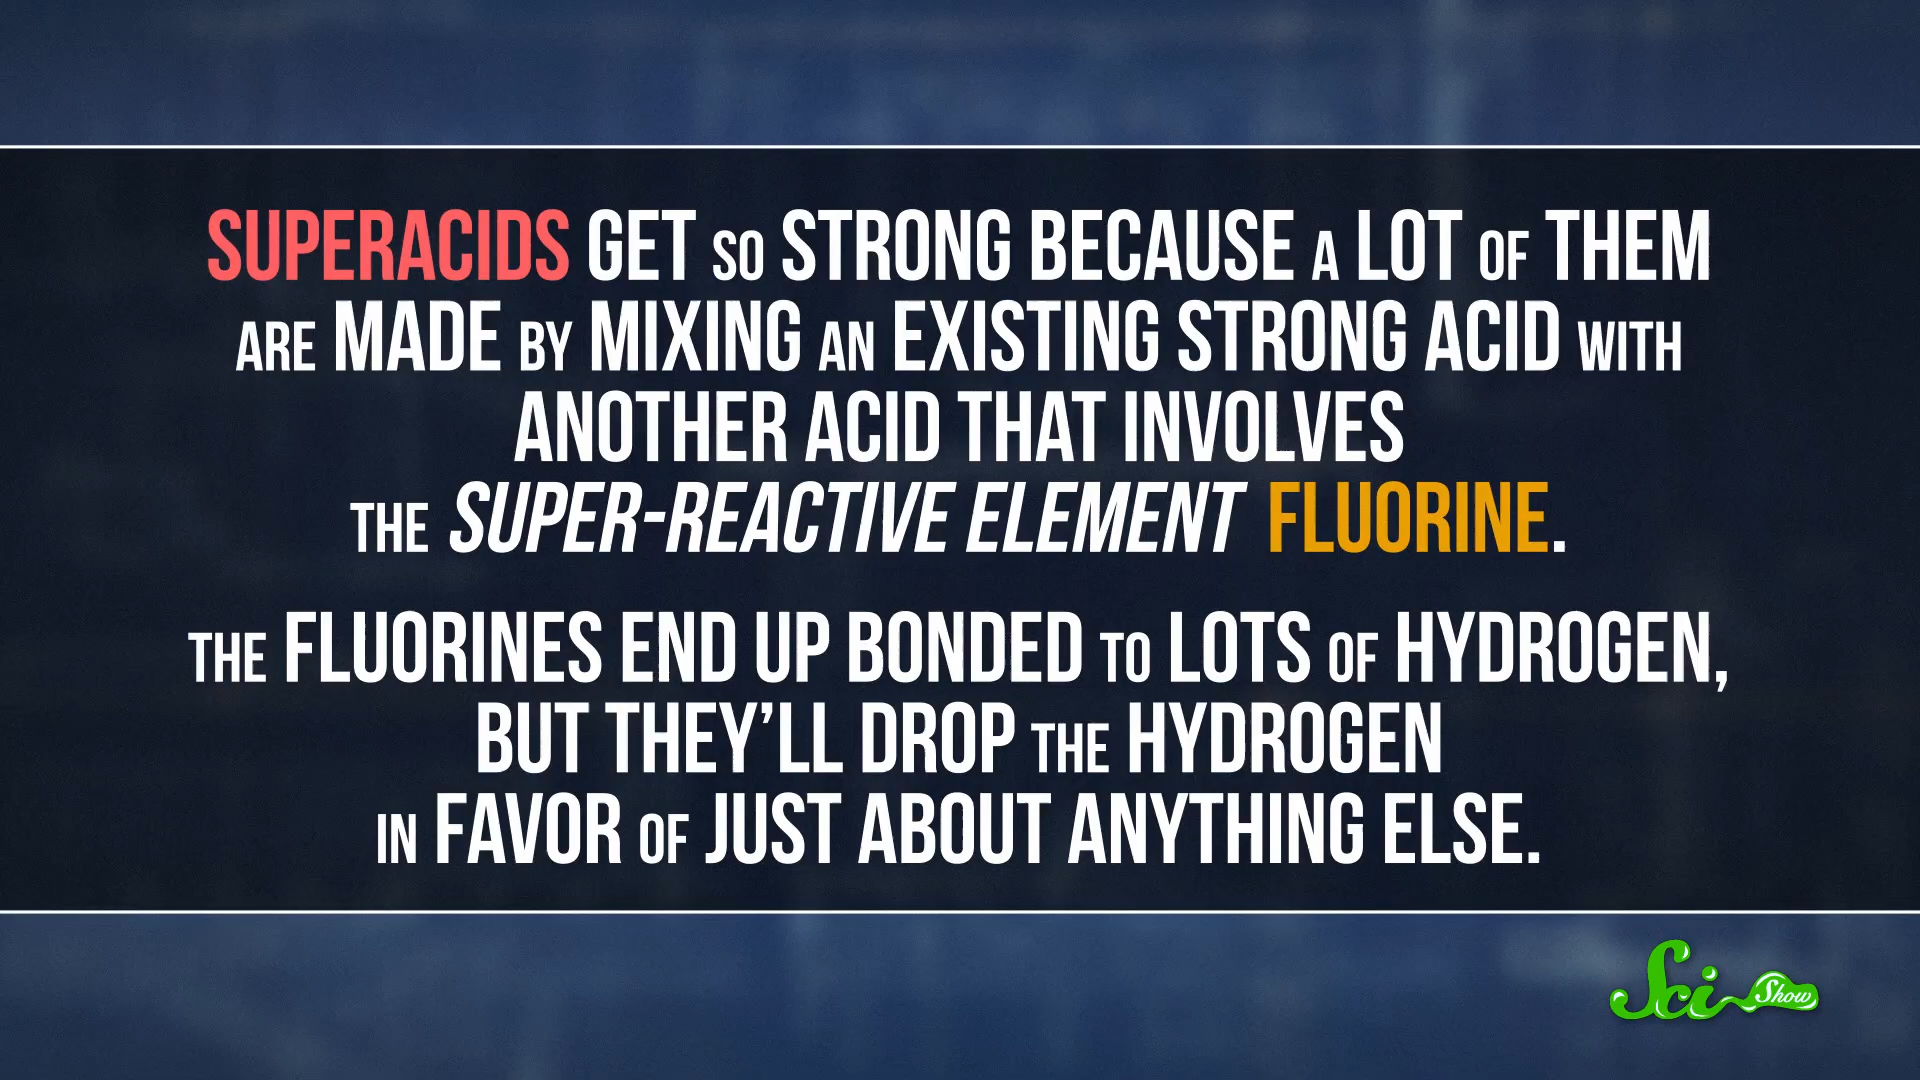 SUPERACIDS GET SO STRONG BECAUSE A LOT OF THEM
ARE MADE BY MIXING AN EXISTING STRONG ACID WITH
ANOTHER ACID THAT INVOLVES
THE SUPER-REACTIVE ELEMENT FLUORINE.
THE FLUORINES END UP BONDED TO LOTS OF HYDROGEN,
BUT THEY'LL DROP THE HYDROGEN
IN FAVOR OF JUST ABOUT ANYTHING ELSE.
Sci Show